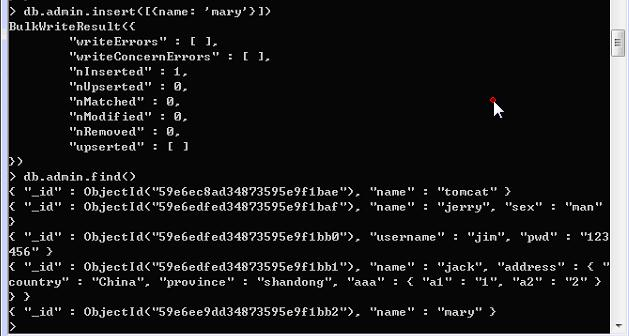 > db.admin.insert([{name: 'mary'}])
BulkWriteResult({
        "writeErrors" : [ ],
        "writeConcernErrors" : [ ],
        "nInserted" : 1,
        "nUpserted" : 0,
        "nMatched" : 0,
        "nModified" : 0,
        "nRemoved" : 0,
        "upserted" : [ ]
})
> db.admin.find()
{ "_id" : ObjectId("59e6ec8ad34873595e9f1bae"), "name" : "tomcat" }
{ "_id" : ObjectId("59e6edfed34873595e9f1baf"), "name" : "jerry", "sex" : "man"
}
{ "_id" : ObjectId("59e6edfed34873595e9f1bb0"), "username" : "jim", "pwd" : "123
456" }
{ "_id" : ObjectId("59e6edfed34873595e9f1bb1"), "name" : "jack", "address" : { "
country" : "China", "province" : "shandong", "aaa" : { "a1" : "1", "a2" : "2" }
} }
{ "_id" : ObjectId("59e6ee9dd34873595e9f1bb2"), "name" : "mary" }
>